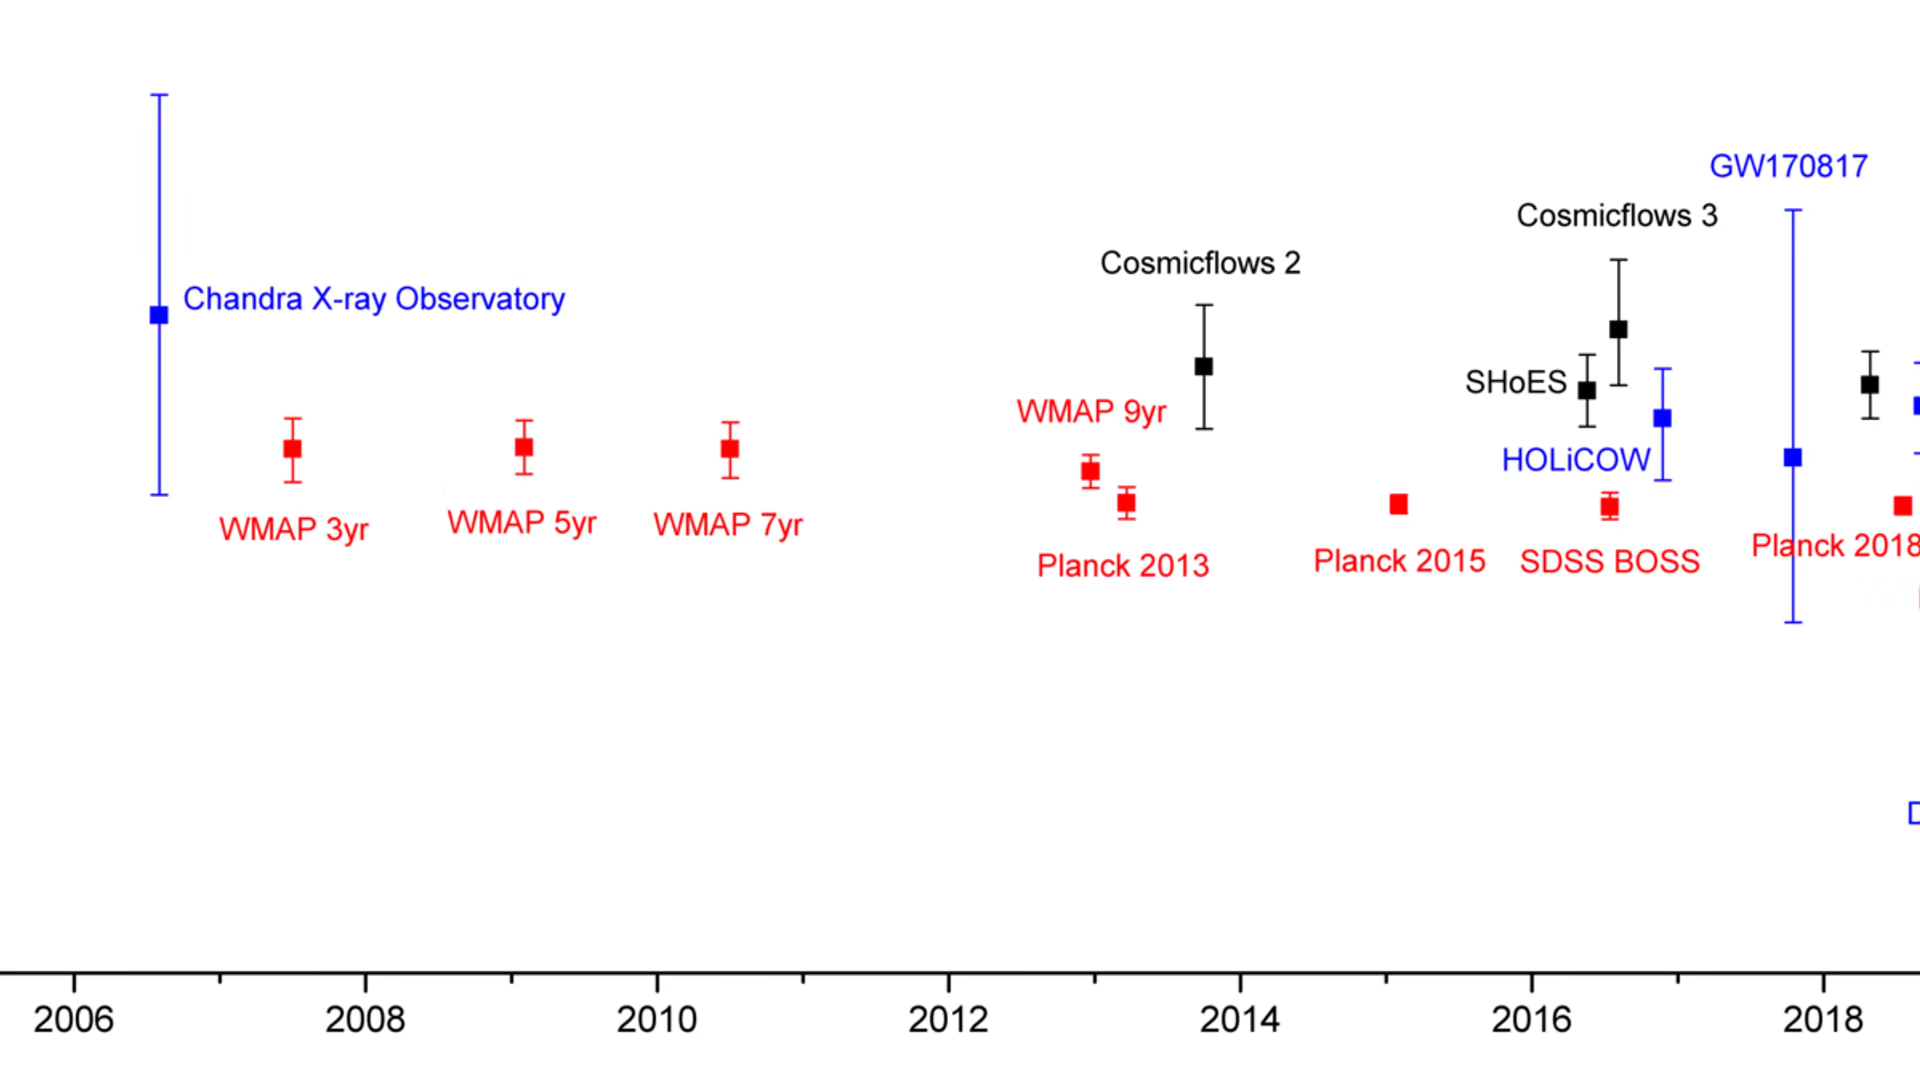 GW170817
Cosmicflows 3
Cosmicflows 2
Chandra X-ray Observatory
SHoES
WMAP 9yr
HOLiCOW
WMAP 3yr
WMAP 5yr
WMAP 7yr
Planck 2018
Planck 2013
Planck 2015
SDSS BOSS
2006 2008 2010 2012 2014 2016 2018